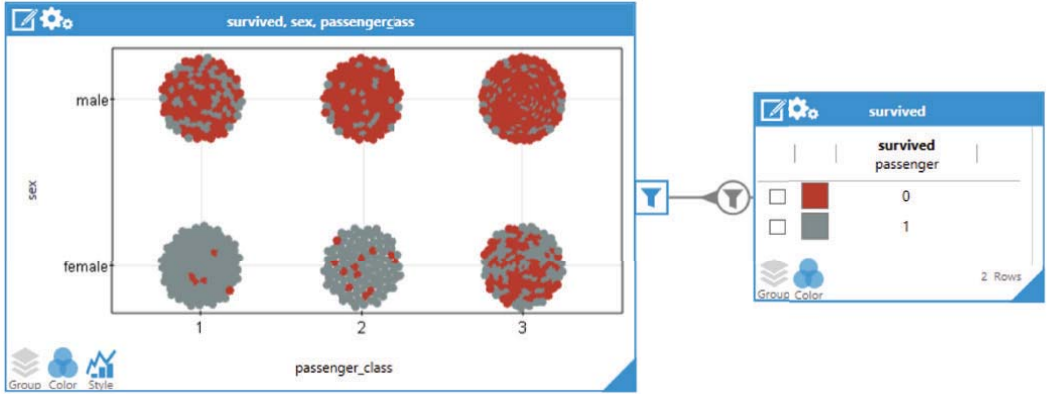 survived, sex, passengerçass
male
sex
female
1 2 3
passenger_class
Group Color Style
survived
survived
passenger
0
1
2 Rows
Group Color